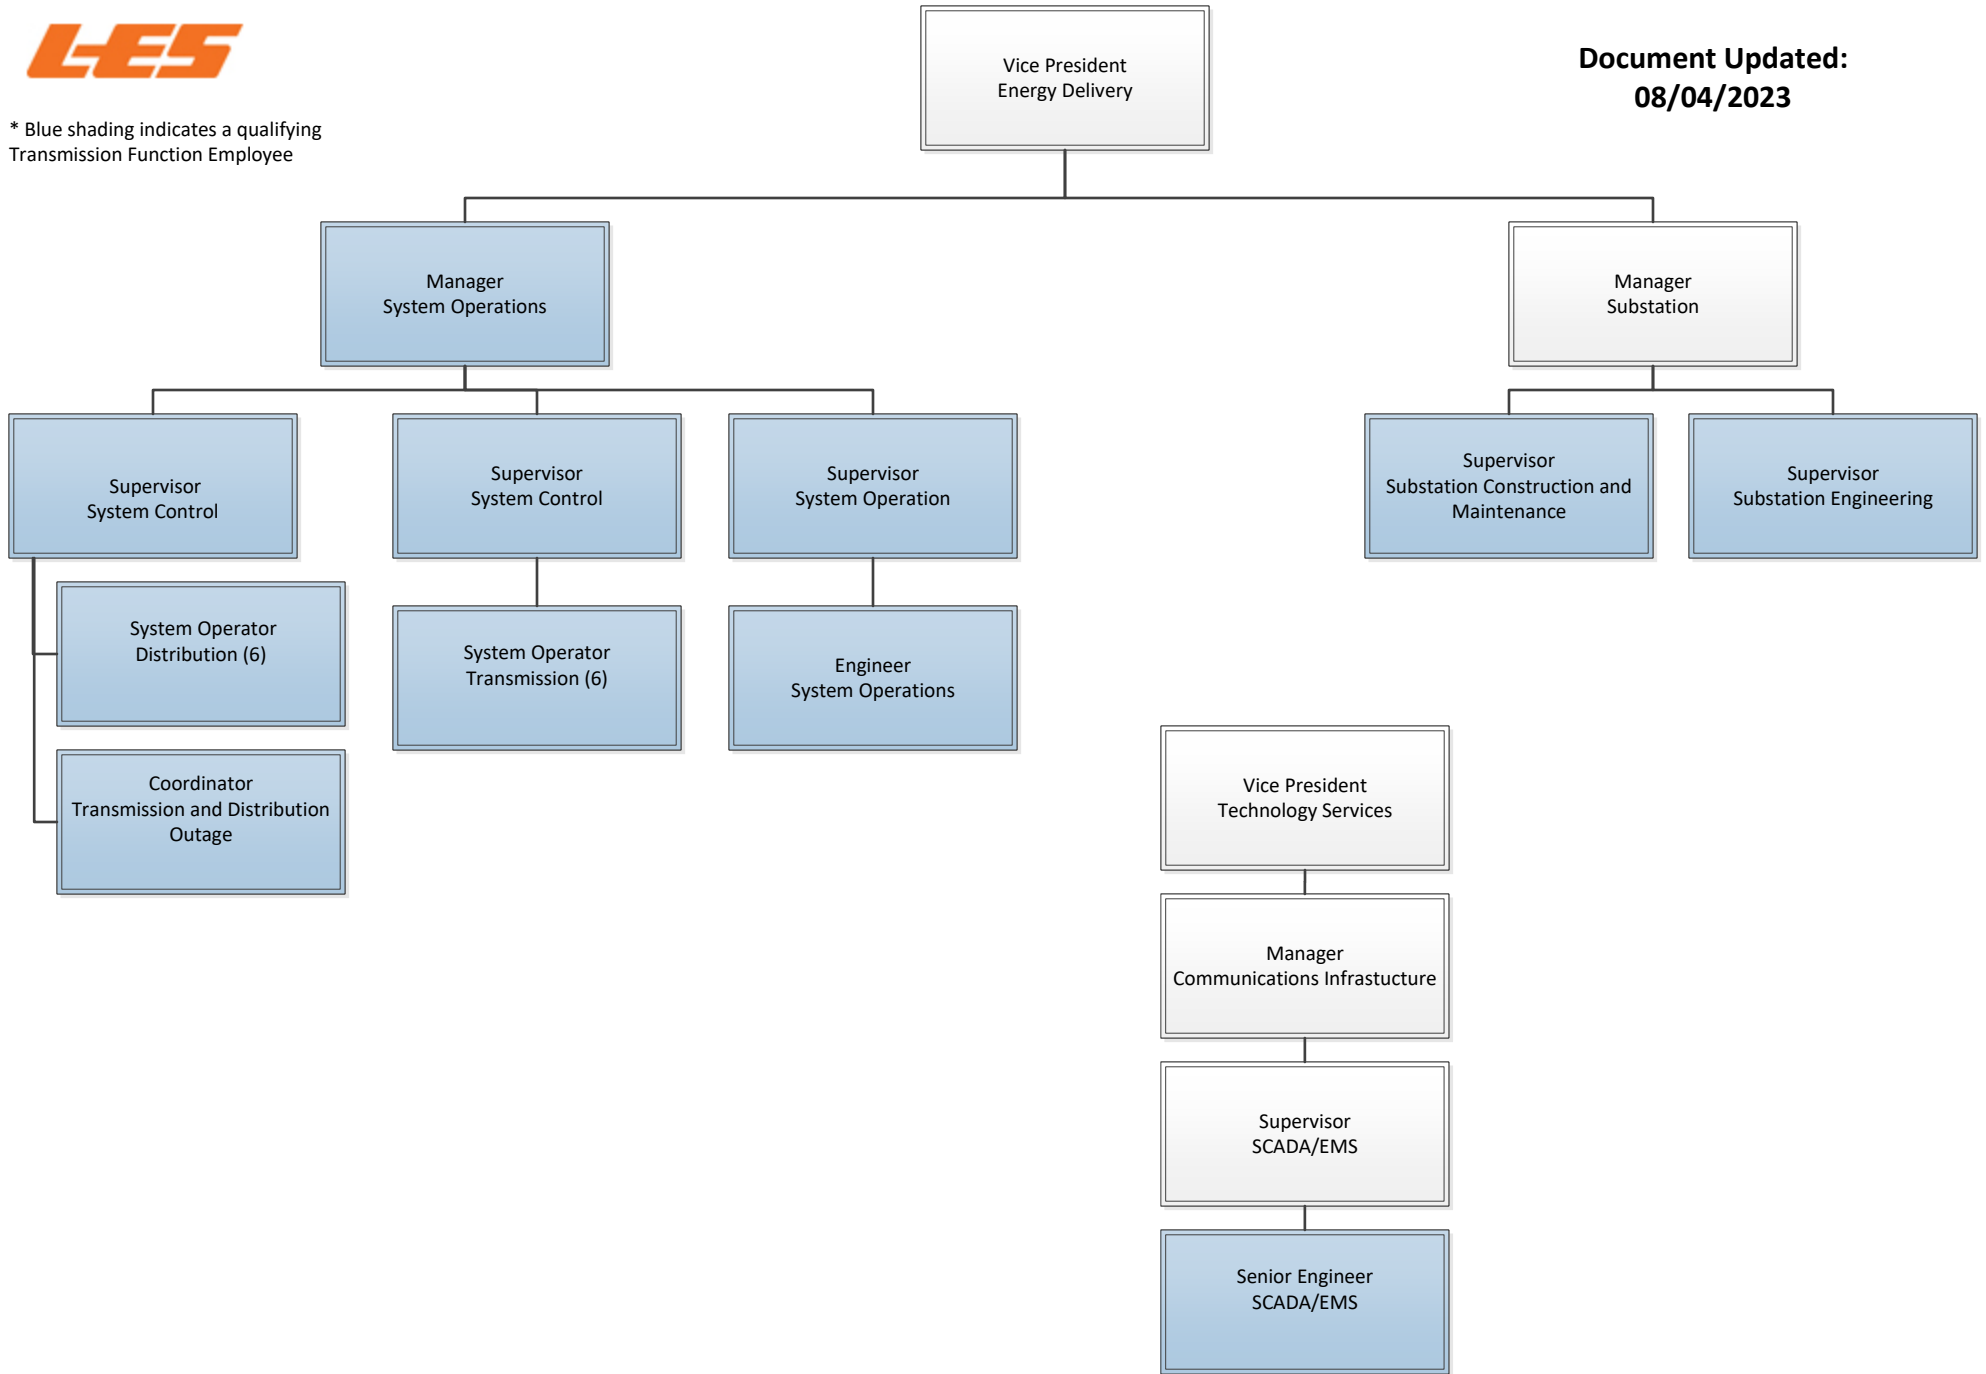 LES
* Blue shading indicates a qualifying
Transmission Function Employee
Vice President
Energy Delivery
Document Updated:
08/04/2023
Manager
System Operations
Manager
Substation
Supervisor
System Control
Supervisor
System Control
Supervisor
System Operation
Supervisor
Substation Construction and
Maintenance
Supervisor
Substation Engineering
System Operator
Distribution (6)
System Operator
Transmission (6)
Engineer
System Operations
Coordinator
Transmission and Distribution
Outage
Vice President
Technology Services
Manager
Communications Infrastucture
Supervisor
SCADA/EMS
Senior Engineer
SCADA/EMS